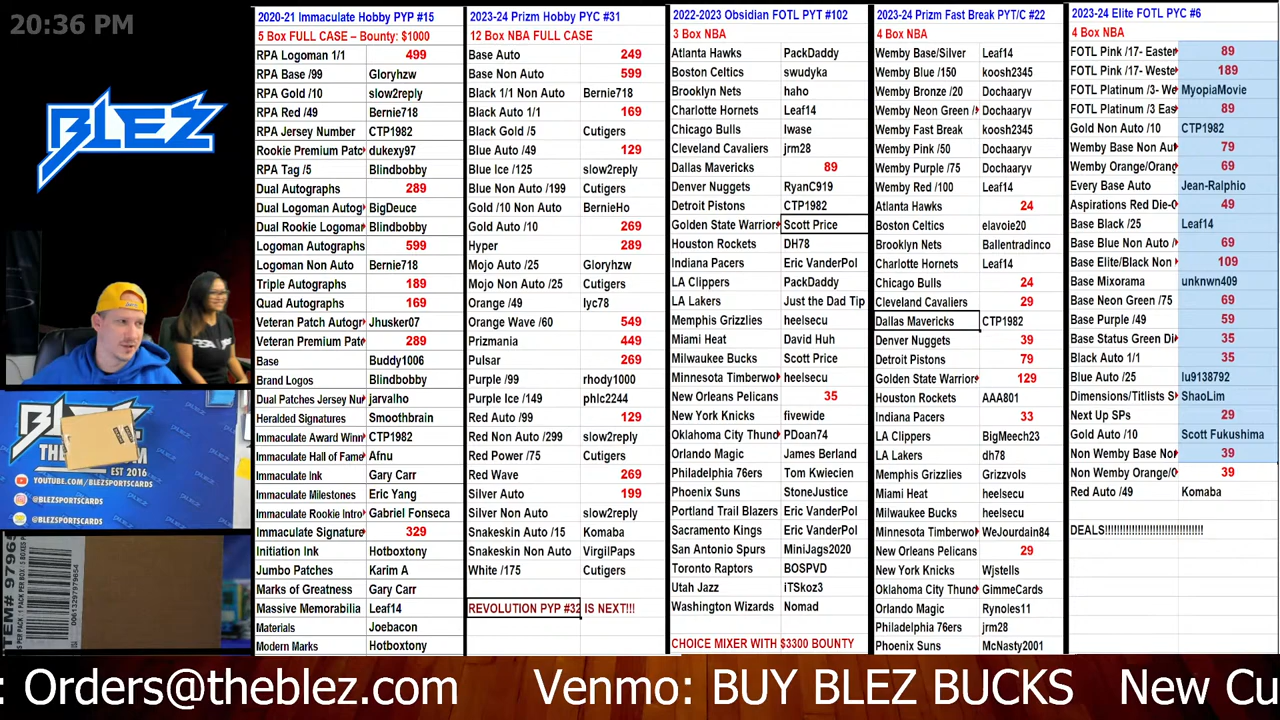 20:36 PM
BLEZ
BLEZ
EST 2016
YOUTUBE.COM/BLEZSPORTSCARDS
@BLEZSPORTSCARDS
@BLEZSPORTSCARDS
2020-21 Immaculate Hobby PYP #15
5 Box FULL CASE – Bounty: $1000
RPA Logoman 1/1 499
RPA Base /99 Gloryhzw
RPA Gold /10 slow2reply
RPA Red /49 Bernie718
RPA Jersey Number CTP1982
Rookie Premium Patc dukexy97
RPA Tag /5 Blindbobby
Dual Autographs 289
Dual Logoman Autog BigDeuce
Dual Rookie Logoma Blindbobby
Logoman Autographs 599
Logoman Non Auto Bernie718
Triple Autographs 189
Quad Autographs 169
Veteran Patch Autogr Jhusker07
Veteran Premium Patc 289
Base Buddy1006
Brand Logos Blindbobby
Dual Patches Jersey Nu jarvalho
Heralded Signatures Smoothbrain
Immaculate Award Winn CTP1982
Immaculate Hall of Fame Afnu
Immaculate Ink Gary Carr
Immaculate Milestones Eric Yang
Immaculate Rookie Intro Gabriel Fonseca
Immaculate Signature 329
Initiation Ink Hotboxtony
Jumbo Patches Karim A
Marks of Greatness Gary Carr
Massive Memorabilia Leaf14
Materials Joebacon
Modern Marks Hotboxtony
2023-24 Prizm Hobby PYC #31
12 Box NBA FULL CASE
Base Auto 249
Base Non Auto 599
Black 1/1 Non Auto Bernie718
Black Auto 1/1 169
Black Gold /5 Cutigers
Blue Auto /49 129
Blue Ice /125 slow2reply
Blue Non Auto /199 Cutigers
Gold /10 Non Auto BernieHo
Gold Auto /10 269
Hyper 289
Mojo Auto /25 Gloryhzw
Mojo Non Auto /25 Cutigers
Orange /49 lyc78
Orange Wave /60 549
Prizmania 449
Pulsar 269
Purple /99 rhody1000
Purple Ice /149 phlc2244
Red Auto /99 129
Red Non Auto /299 slow2reply
Red Power /75 Cutigers
Red Wave 269
Silver Auto 199
Silver Non Auto slow2reply
Snakeskin Auto /15 Komaba
Snakeskin Non Auto VirgilPaps
White /175 Cutigers
REVOLUTION PYP #32 IS NEXT!!!
2022-2023 Obsidian FOTL PYT #102
3 Box NBA
Atlanta Hawks PackDaddy
Boston Celtics swudyka
Brooklyn Nets haho
Charlotte Hornets Leaf14
Chicago Bulls Iwase
Cleveland Cavaliers jrm28
Dallas Mavericks 89
Denver Nuggets RyanC919
Detroit Pistons CTP1982
Golden State Warriors Scott Price
Houston Rockets DH78
Indiana Pacers Eric VanderPol
LA Clippers PackDaddy
LA Lakers Just the Dad Tip
Memphis Grizzlies heelsecu
Miami Heat David Huh
Milwaukee Bucks Scott Price
Minnesota Timberwo heelsecu
New Orleans Pelicans 35
New York Knicks fivewide
Oklahoma City Thund PDoan74
Orlando Magic James Berland
Philadelphia 76ers Tom Kwiecien
Phoenix Suns StoneJustice
Portland Trail Blazers Eric VanderPol
Sacramento Kings Eric VanderPol
San Antonio Spurs MiniJags2020
Toronto Raptors BOSPVD
Utah Jazz iTSkoz3
Washington Wizards Nomad
CHOICE MIXER WITH $3300 BOUNTY
2023-24 Prizm Fast Break PYT/C #22
4 Box NBA
Wemby Base/Silver Leaf14
Wemby Blue /150 koosh2345
Wemby Bronze /20 Dochaaryv
Wemby Neon Green / Dochaaryv
Wemby Fast Break koosh2345
Wemby Pink /50 Dochaaryv
Wemby Purple /75 Dochaaryv
Wemby Red /100 Leaf14
Atlanta Hawks 24
Boston Celtics elavoie20
Brooklyn Nets Ballentradinco
Charlotte Hornets Leaf14
Chicago Bulls 24
Cleveland Cavaliers 29
Dallas Mavericks CTP1982
Denver Nuggets 39
Detroit Pistons 79
Golden State Warrior 129
Houston Rockets AAA801
Indiana Pacers 33
LA Clippers BigMeech23
LA Lakers dh78
Memphis Grizzlies Grizzvols
Miami Heat heelsecu
Milwaukee Bucks heelsecu
Minnesota Timberwo WeJourdain84
New Orleans Pelicans 29
New York Knicks Wjstells
Oklahoma City Thund GimmeCards
Orlando Magic Rynoles11
Philadelphia 76ers jrm28
Phoenix Suns McNasty2001
2023-24 Elite FOTL PYC #6
4 Box NBA
FOTL Pink /17- Easter 89
FOTL Pink /17- Weste 189
FOTL Platinum /3- We MyopiaMovie
FOTL Platinum /3 Eas 89
Gold Non Auto /10 CTP1982
Wemby Base Non Au 79
Wemby Orange/Orang 69
Every Base Auto Jean-Ralphio
Aspirations Red Die-C 49
Base Black /25 Leaf14
Base Blue Non Auto / 69
Base Elite/Black Non 109
Base Mixorama unknwn409
Base Neon Green /75 69
Base Purple /49 59
Base Status Green Di 35
Black Auto 1/1 35
Blue Auto /25 lu9138792
Dimensions/Titlists S ShaoLim
Next Up SPs 29
Gold Auto /10 Scott Fukushima
Non Wemby Base Nor 39
Non Wemby Orange/O 39
Red Auto /49 Komaba
DEALS!!!!!!!!!!!!!!!!!!!!!!!!!!!!!!!!!
: Orders@theblez.com Venmo: BUY BLEZ BUCKS New Cu